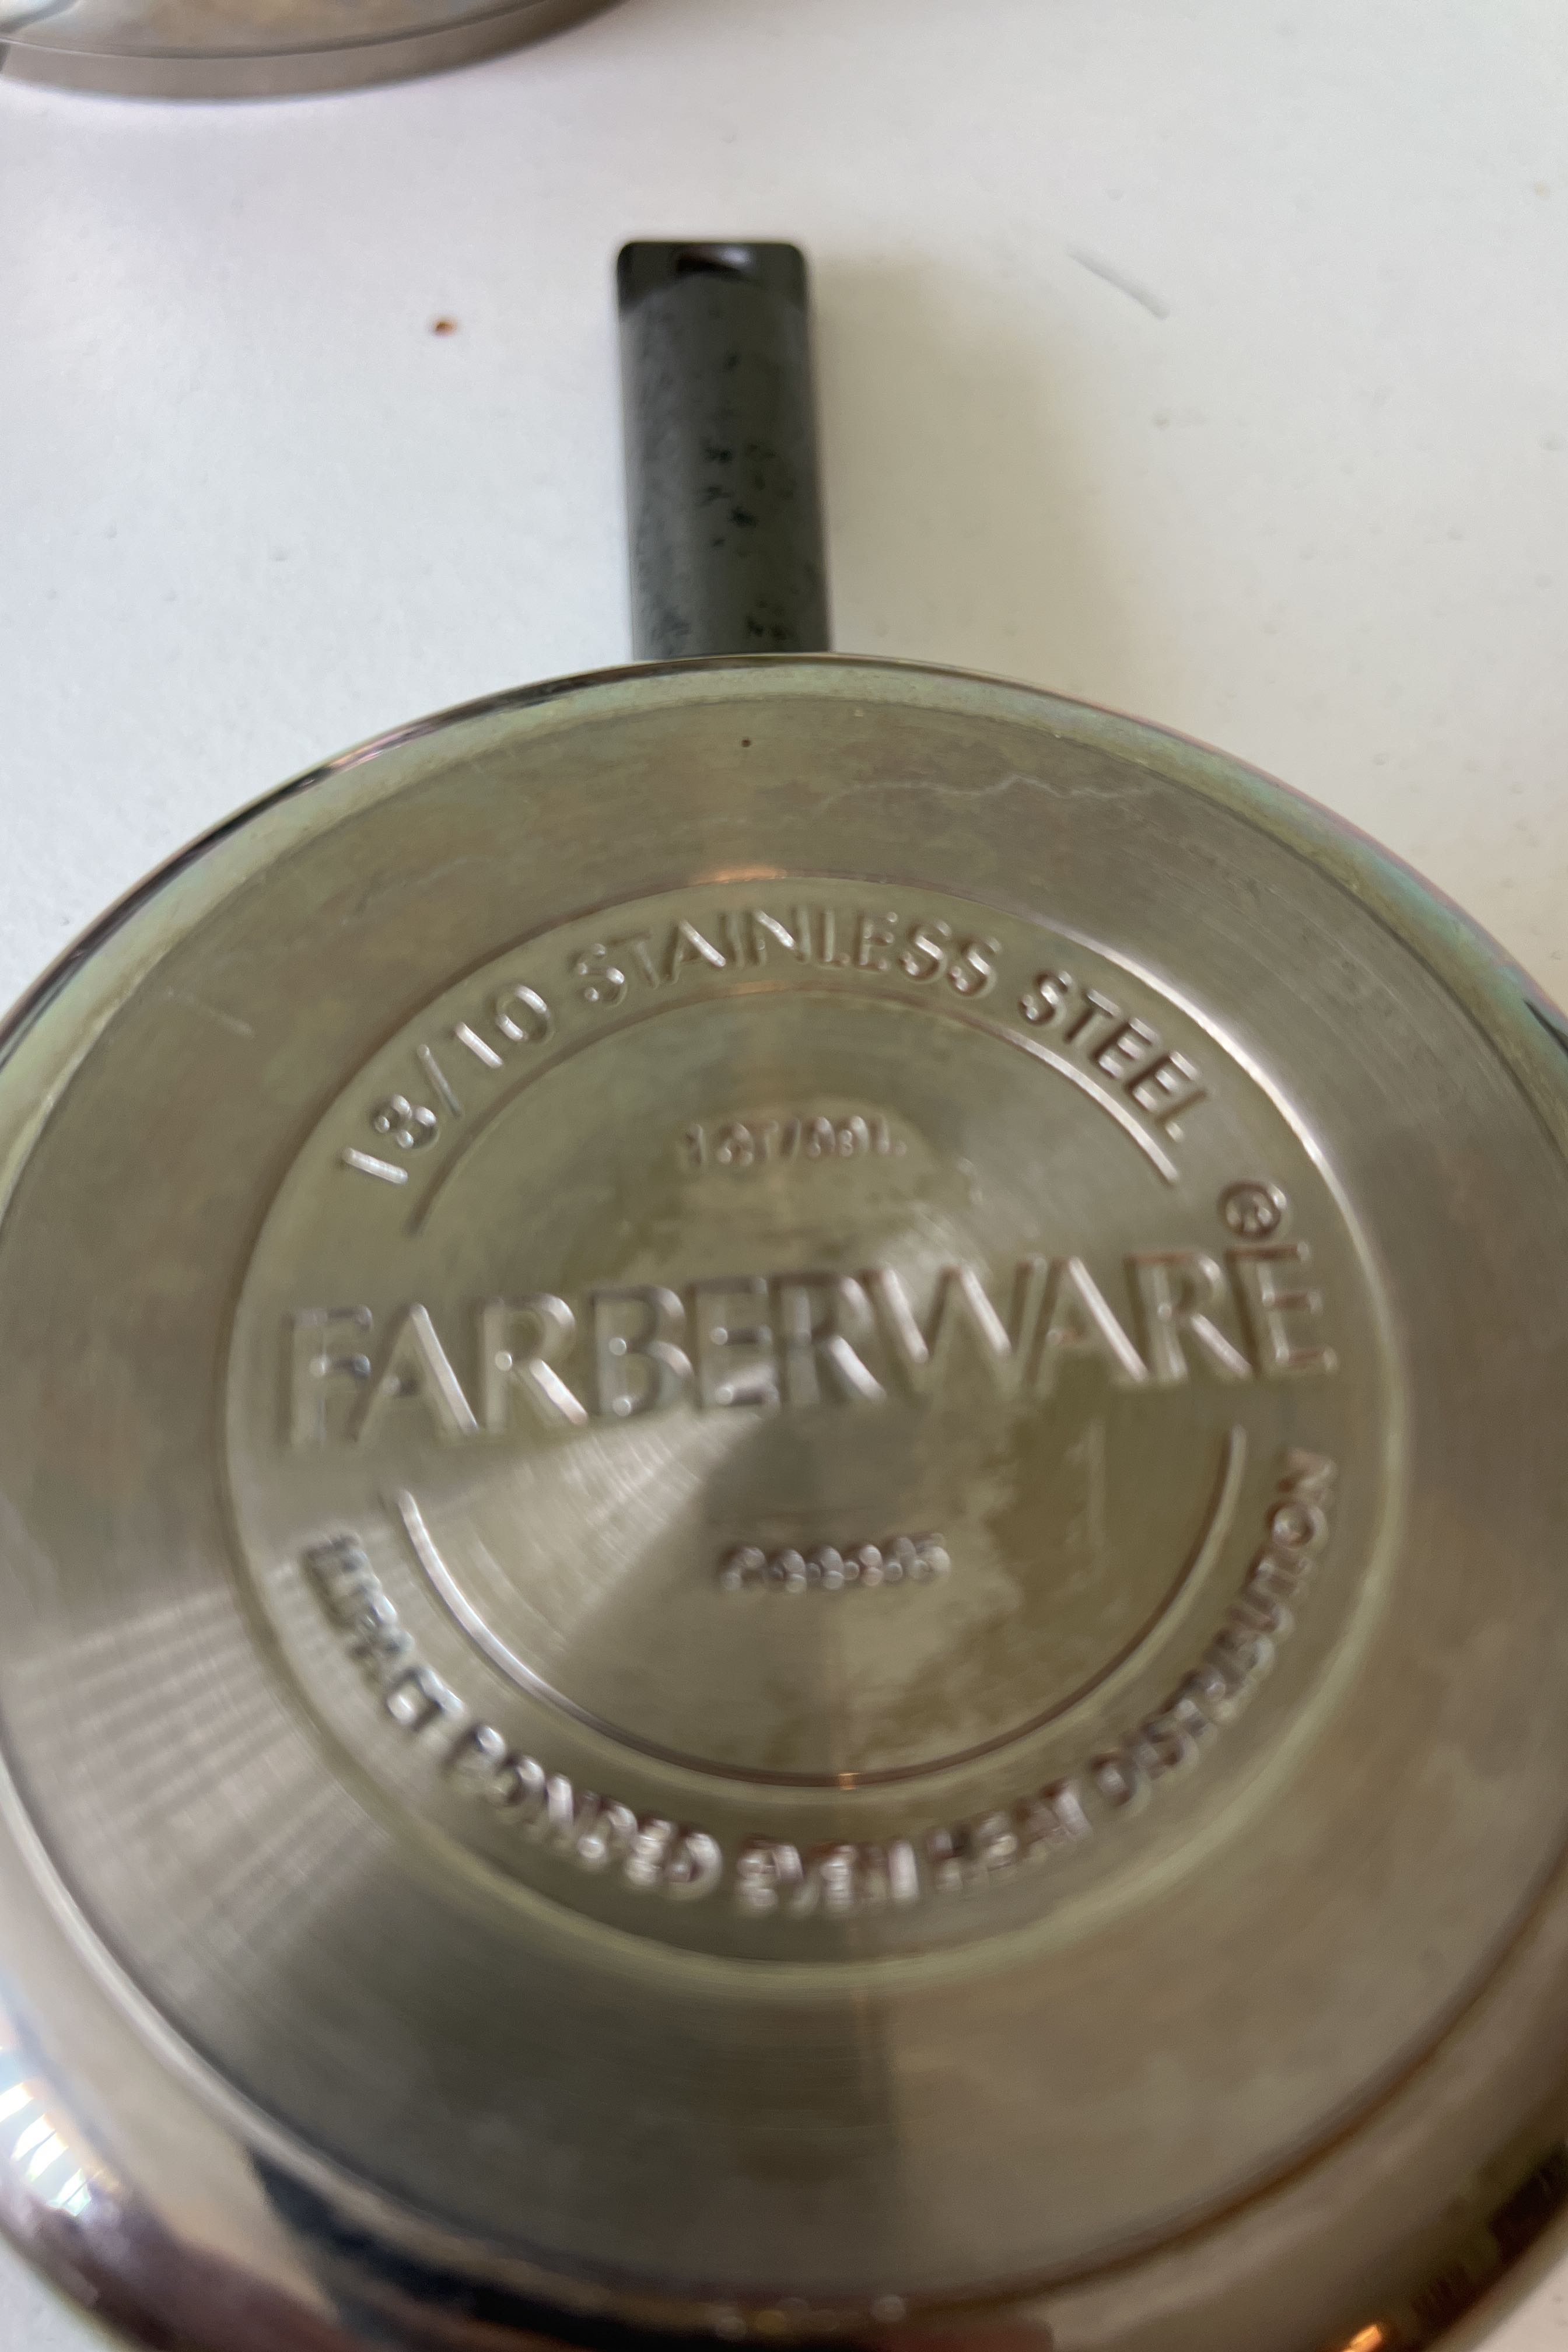 18/10 STAINLESS STEEL
FARBERWARE®
IMPACT BONDED EVEN HEAT DISTRIBUTION